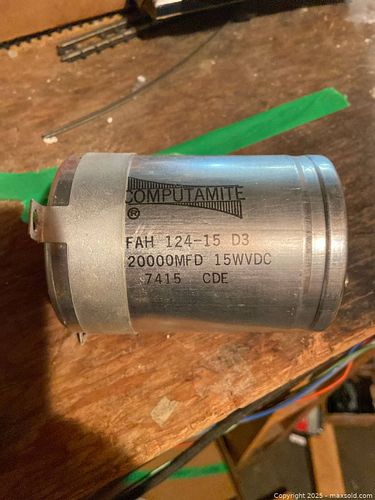 COMPUTAMITE
®
FAH 124-15 D3
20000MFD 15WVDC
7415 CDE
Copyright 2025 - maxsold.com